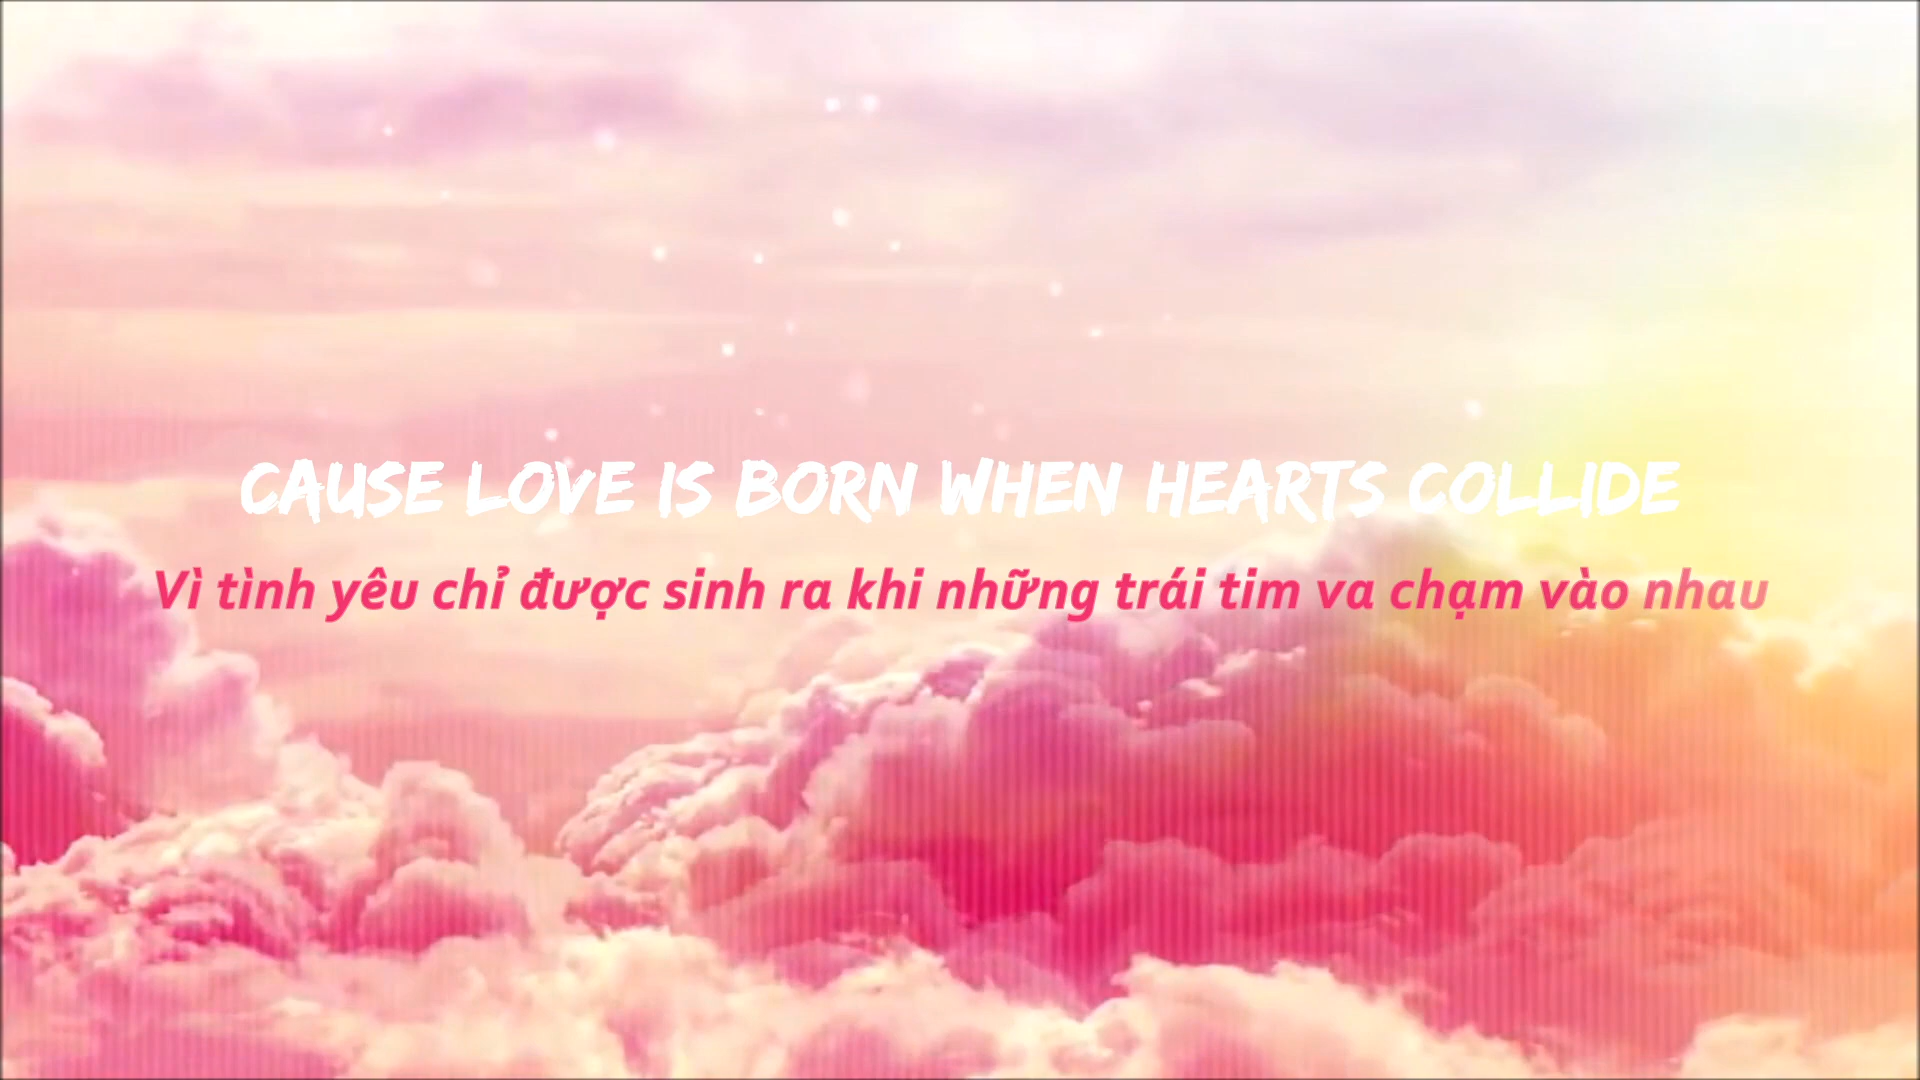 CAUSE LOVE IS BORN WHEN HEARTS COLLIDE
Vì tình yêu chỉ được sinh ra khi những trái tim va chạm vào nhau